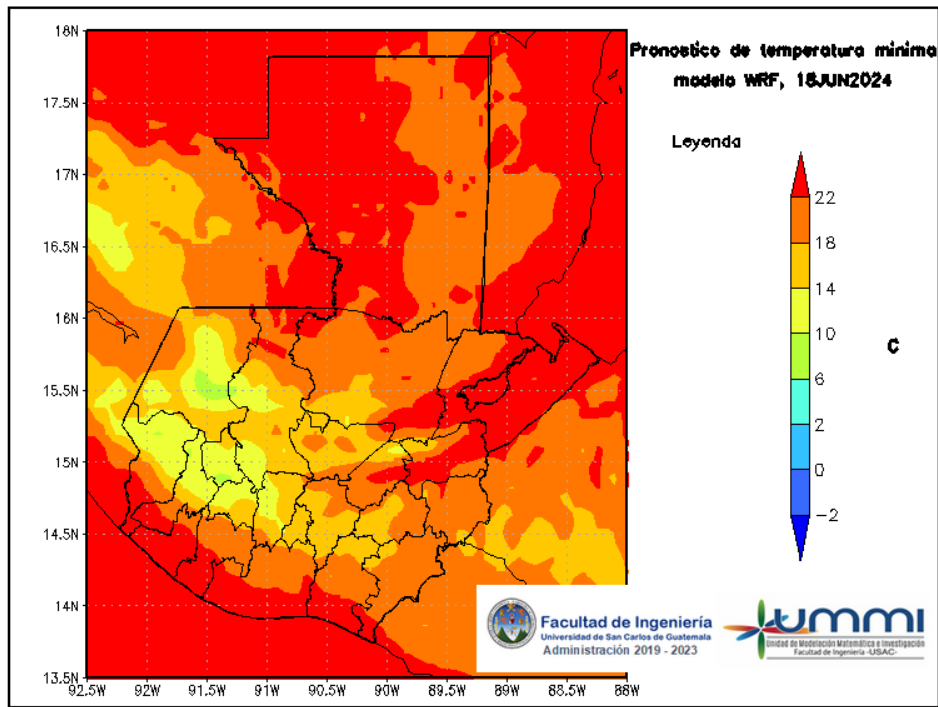 Pronostico de temperatura minima
modelo WRF, 18JUN2024
Leyenda
22
18
14
10
6
2
0
-2
C
18N
17.5N
17N
16.5N
16N
15.5N
15N
14.5N
14N
13.5N
92.5W 92W 91.5W 91W 90.5W 90W 89.5W 89W 88.5W 88W
Facultad de Ingeniería
Universidad de San Carlos de Guatemala
Administración 2019 - 2023
UMMI
Unidad de Modelación Matemática e Investigación
Facultad de Ingeniería -USAC-